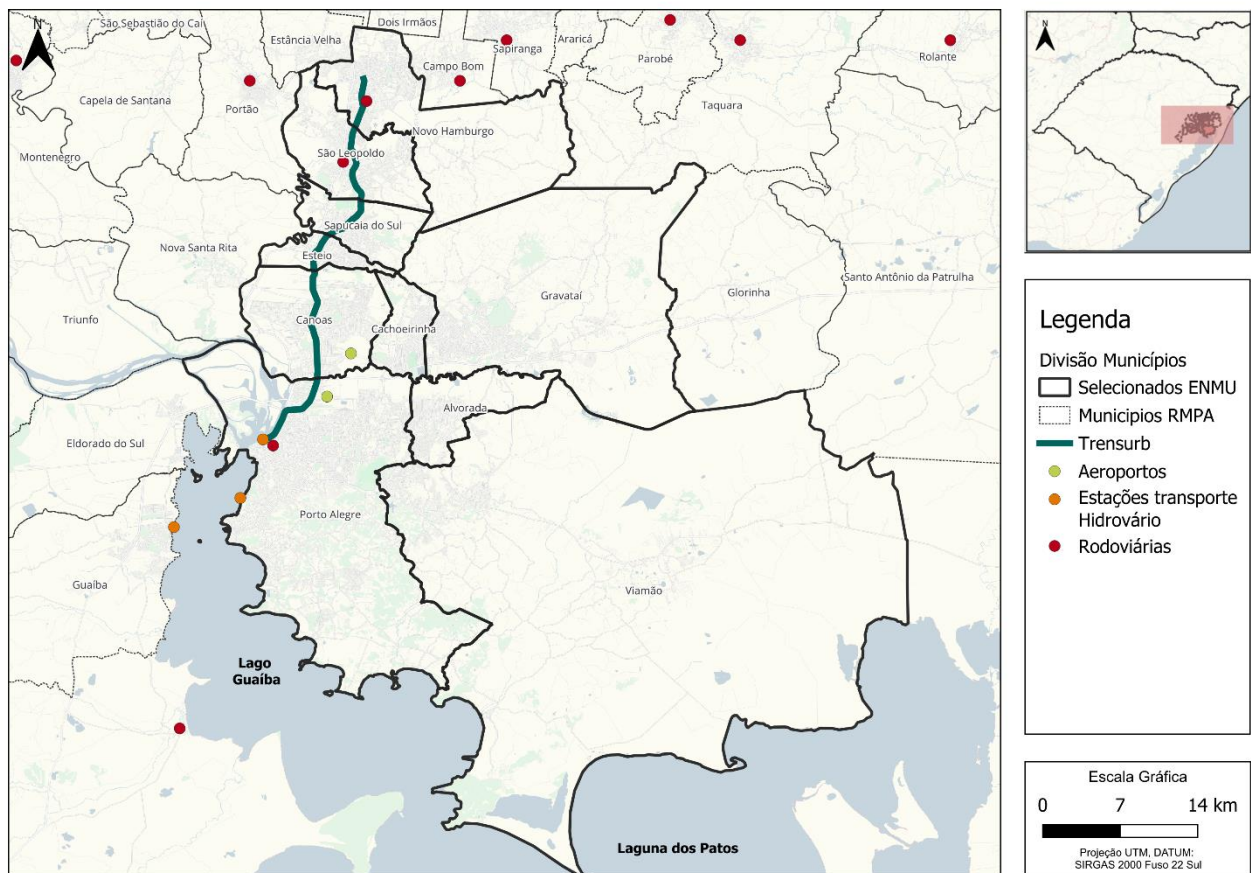 São Sebastião do Cai
Dois Irmãos
Estância Velha
Araricá
Sapiranga
N
Campo Bom
Parobé
Rolante
Capela de Santana
Portão
Taquara
Novo Hamburgo
Montenegro
São Leopoldo
Sapucaia do Sul
Nova Santa Rita
Esteio
Santo Antônio da Patrulha
Glorinha
Gravataí
Triunfo
Canoas
Cachoeirinha
Alvorada
Eldorado do Sul
Porto Alegre
Guaíba
Viamão
Lago
Guaíba
Laguna dos Patos
N
Legenda
Divisão Municípios
Selecionados ENMU
Municipios RMPA
Trensurb
Aeroportos
Estações transporte
Hidrovário
Rodoviárias
Escala Gráfica
0 7 14 km
Projeção UTM, DATUM:
SIRGAS 2000 Fuso 22 Sul